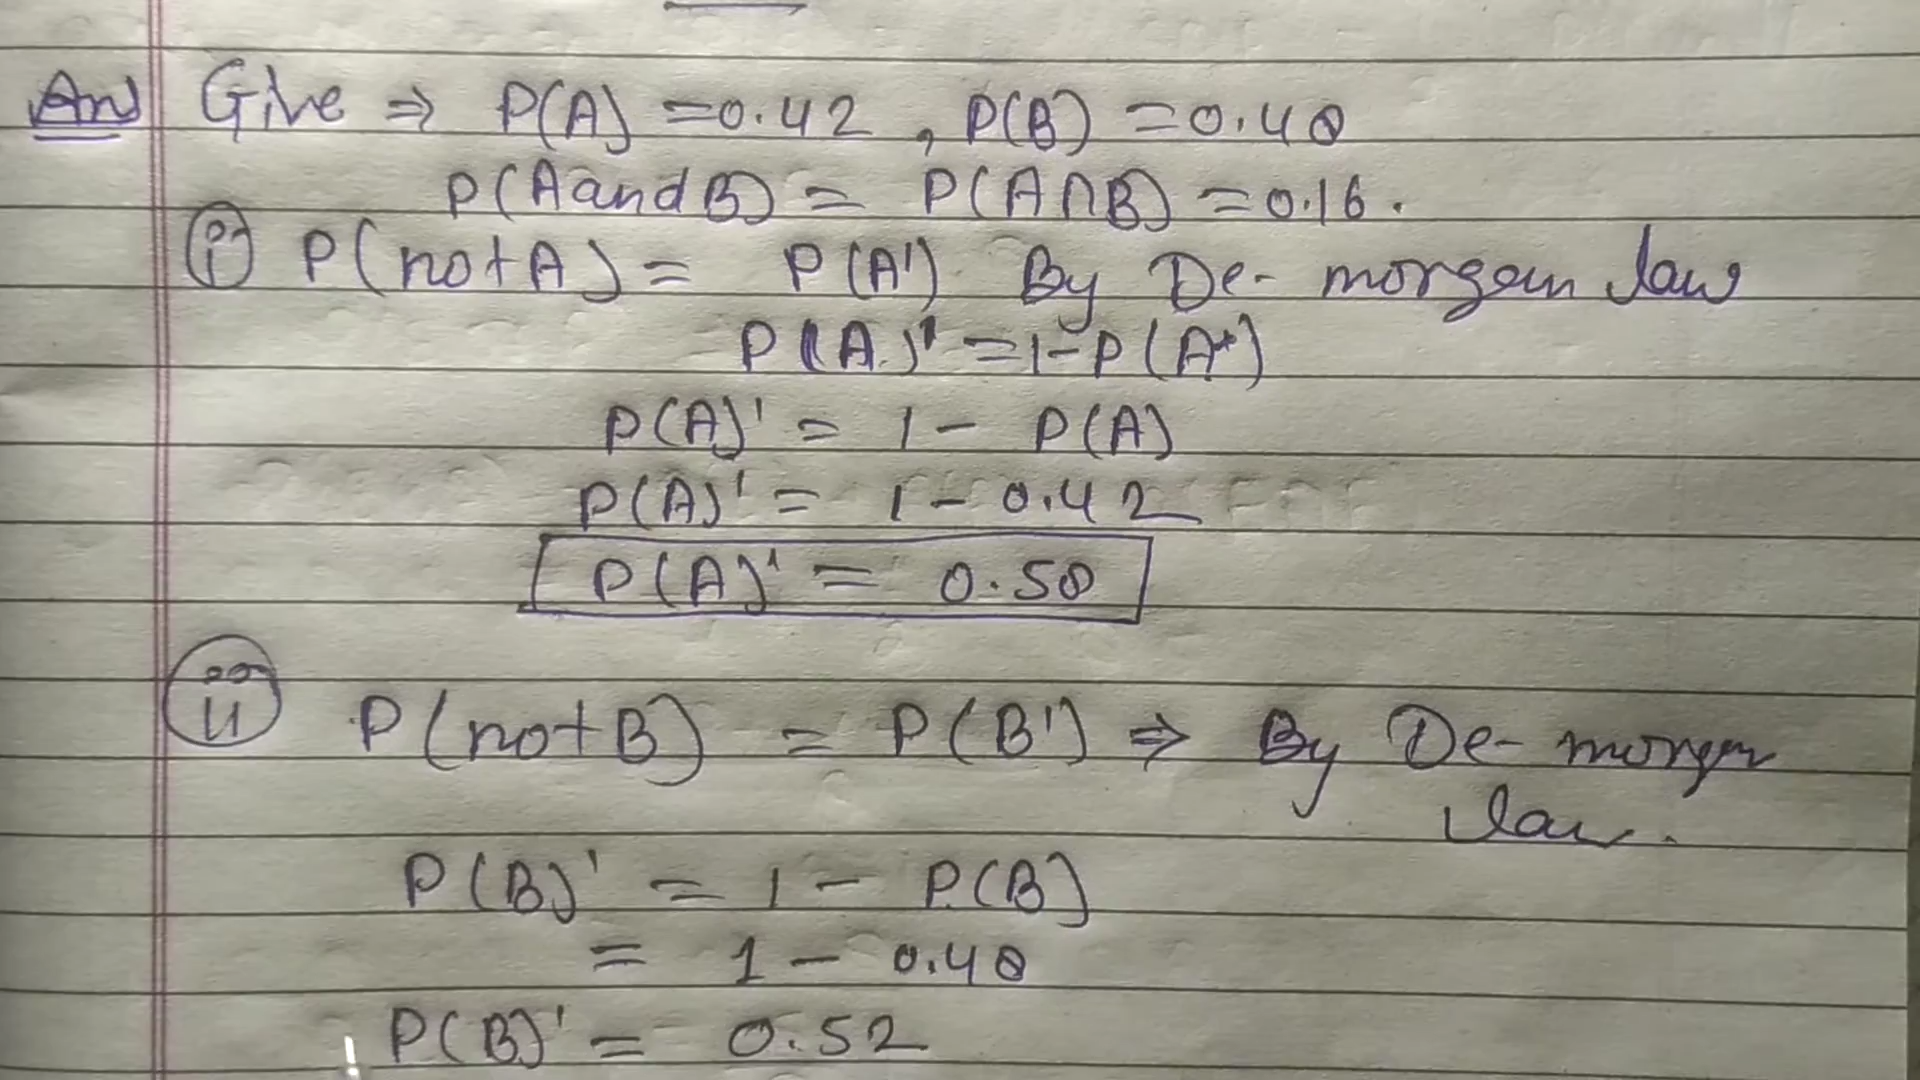 Ans Give ⇒ P(A) = 0.42, P(B) = 0.48
P(A and B) = P(A∩B) = 0.16.
(i) P(not A) = P(A') By De-morgan law
P(A)' = 1-P(A)
P(A)' = 1 - P(A)
P(A)' = 1 - 0.42
P(A)' = 0.58
(ii) P(not B) = P(B') ⇒ By De-morgan
law.
P(B)' = 1 - P(B)
= 1 - 0.48
P(B)' = 0.52